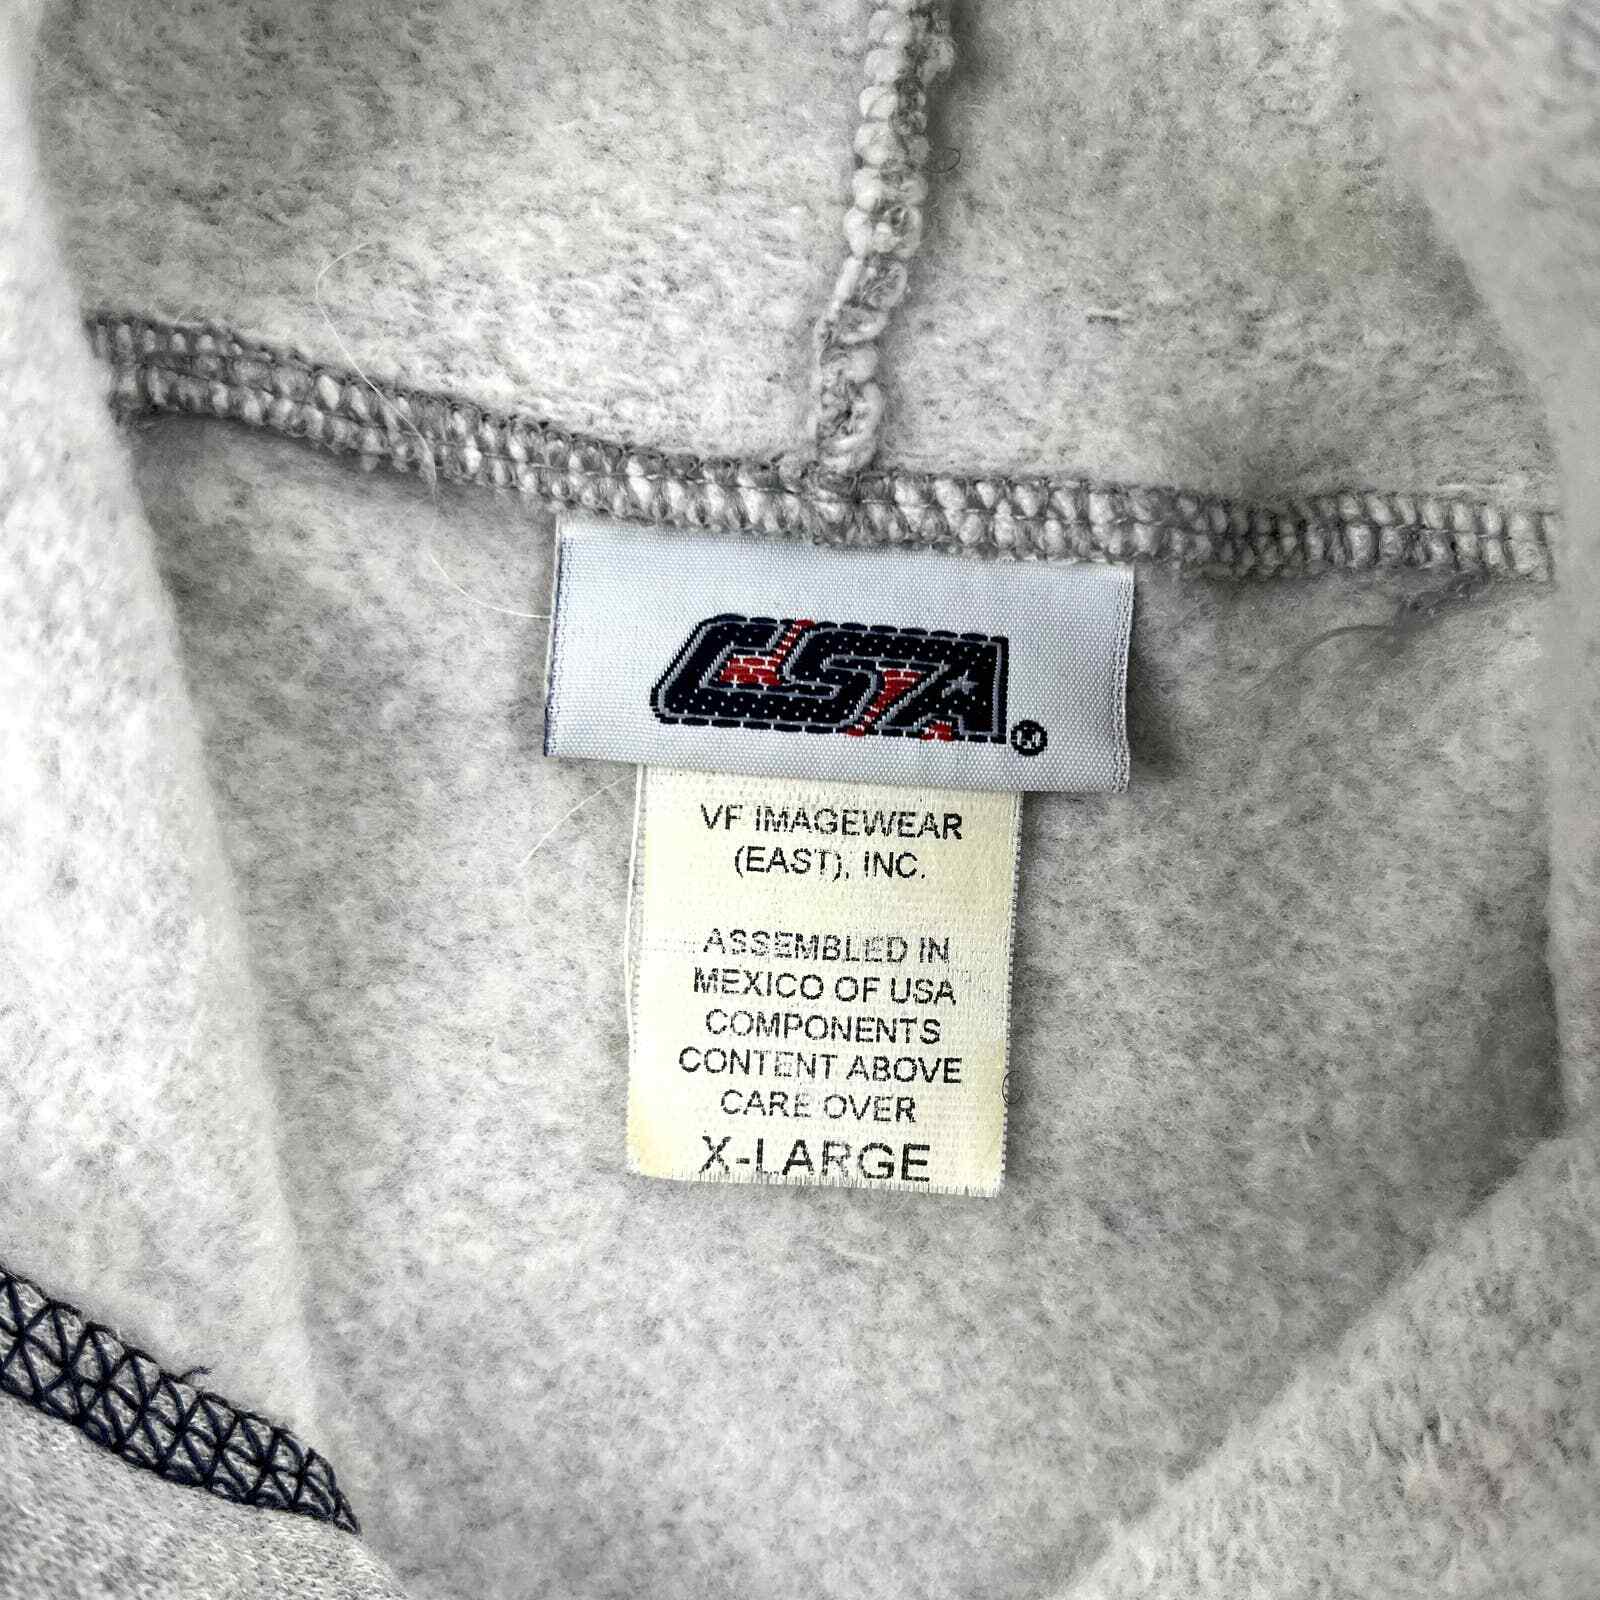 CSA
VF IMAGEWEAR
(EAST), INC.
ASSEMBLED IN
MEXICO OF USA
COMPONENTS
CONTENT ABOVE
CARE OVER
X-LARGE